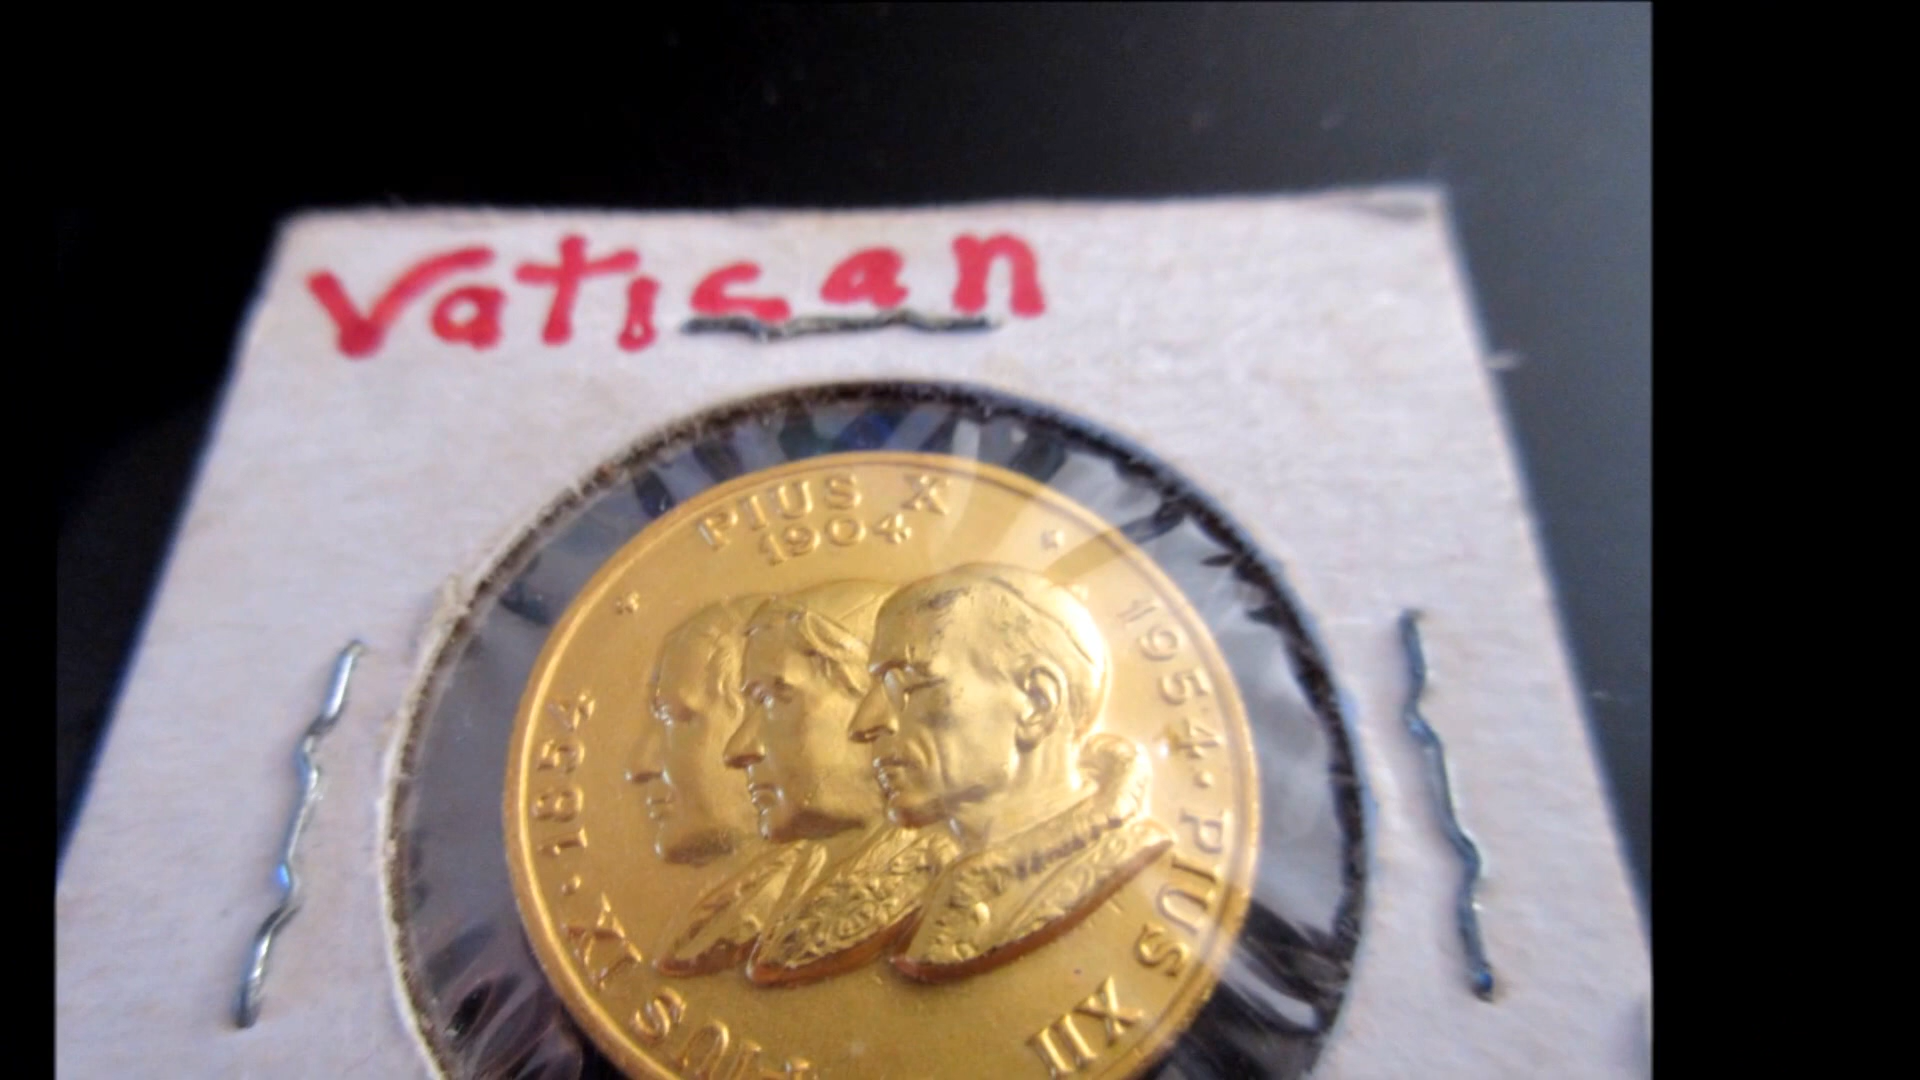 Vatican
PIUS X
1904
1954 · PIUS XII
PIUS IX · 1854